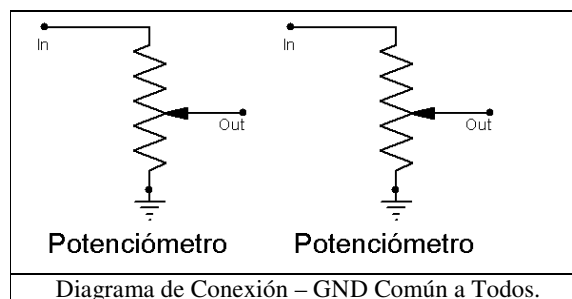 In In
Out Out
Potenciómetro Potenciómetro
Diagrama de Conexión – GND Común a Todos.